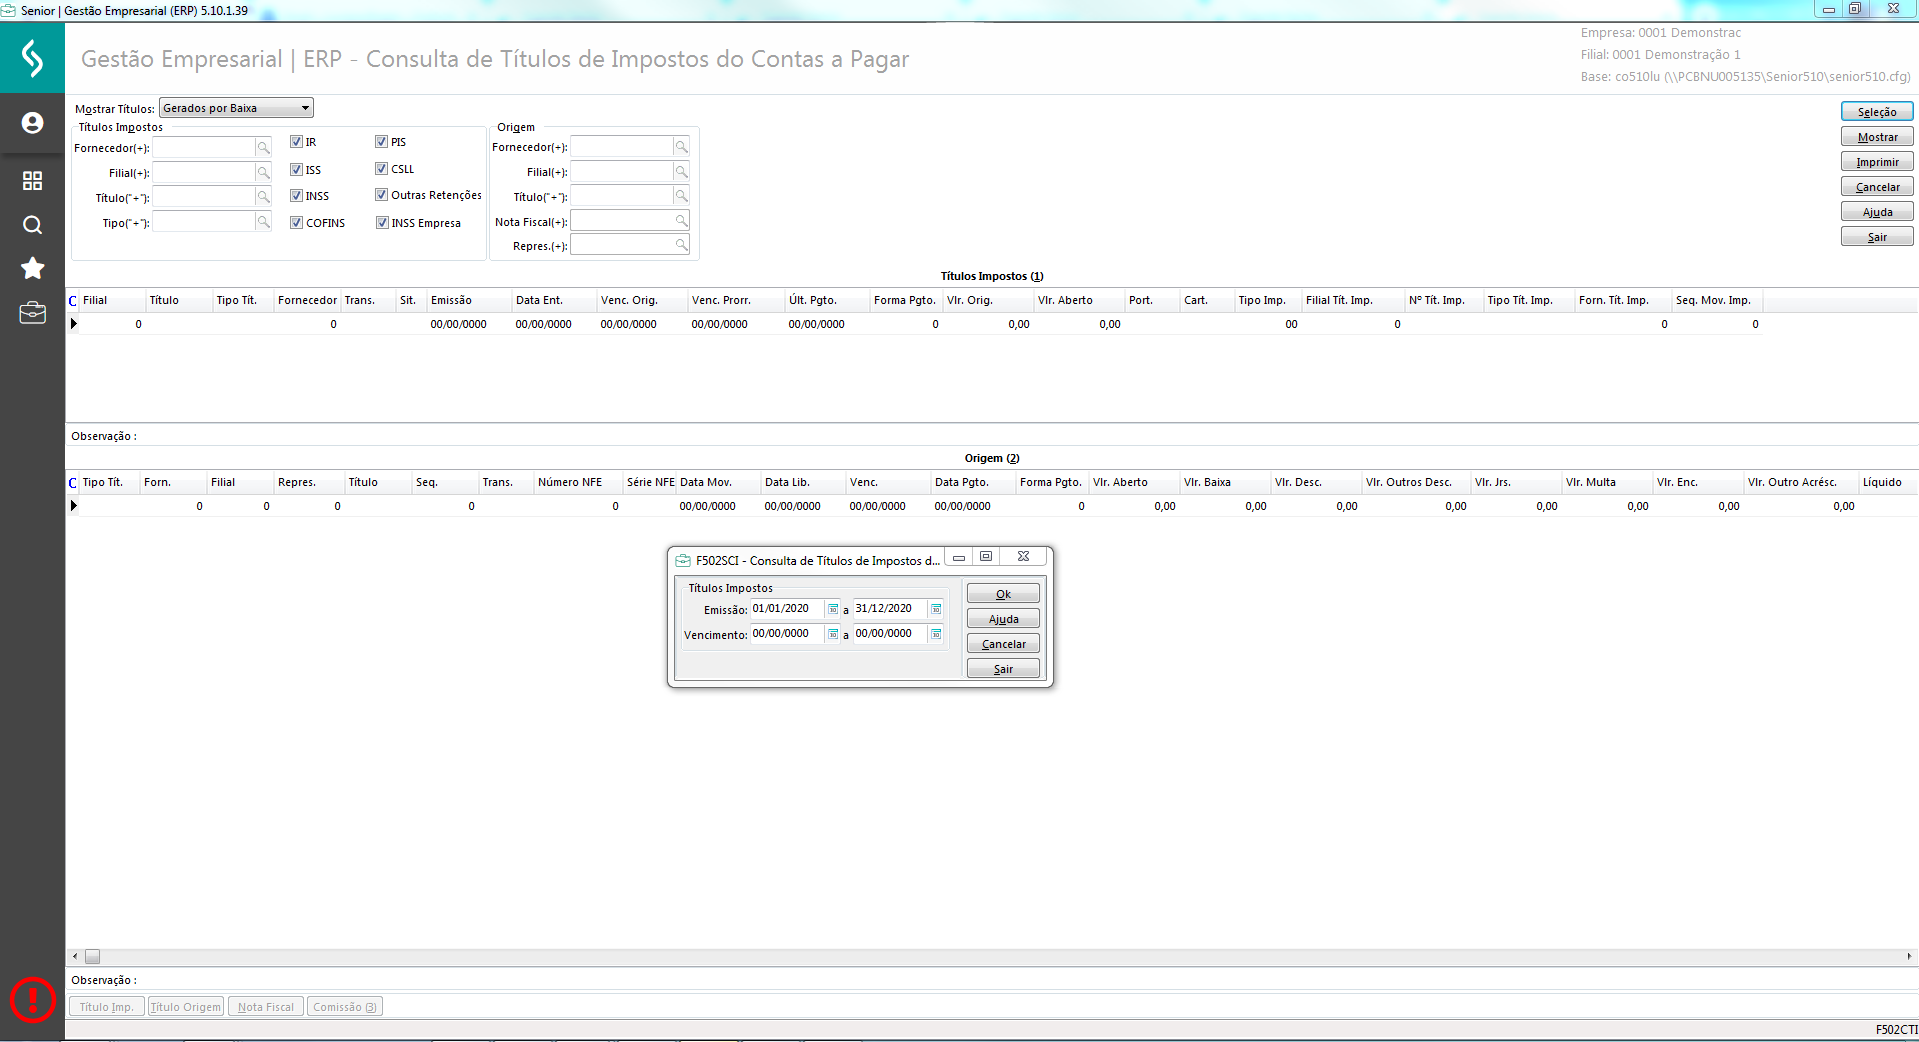 Senior | Gestão Empresarial (ERP) 5.10.1.39
Gestão Empresarial | ERP - Consulta de Títulos de Impostos do Contas a Pagar
Empresa: 0001 Demonstrac
Filial: 0001 Demonstração 1
Base: co510lu (\\PCBNU005135\Senior510\senior510.cfg)
Mostrar Títulos: Gerados por Baixa
Títulos Impostos
Fornecedor(+):
Filial(+):
Título("+"):
Tipo("+"):
IR
ISS
INSS
COFINS
PIS
CSLL
Outras Retenções
INSS Empresa
Origem
Fornecedor(+):
Filial(+):
Título("+"):
Nota Fiscal(+):
Repres.(+):
Seleção
Mostrar
Imprimir
Cancelar
Ajuda
Sair
Títulos Impostos (1)
C Filial Título Tipo Tít. Fornecedor Trans. Sit. Emissão Data Ent. Venc. Orig. Venc. Prorr. Últ. Pgto. Forma Pgto. Vlr. Orig. Vlr. Aberto Port. Cart. Tipo Imp. Filial Tít. Imp. Nº Tít. Imp. Tipo Tít. Imp. Forn. Tít. Imp. Seq. Mov. Imp.
0 0 00/00/0000 00/00/0000 00/00/0000 00/00/0000 00/00/0000 0 0,00 0,00 00 0 0 0
Observação :
Origem (2)
C Tipo Tít. Forn. Filial Repres. Título Seq. Trans. Número NFE Série NFE Data Mov. Data Lib. Venc. Data Pgto. Forma Pgto. Vlr. Aberto Vlr. Baixa Vlr. Desc. Vlr. Outros Desc. Vlr. Jrs. Vlr. Multa Vlr. Enc. Vlr. Outro Acrésc. Líquido
0 0 0 0 0 00/00/0000 00/00/0000 00/00/0000 00/00/0000 0 0,00 0,00 0,00 0,00 0,00 0,00 0,00 0,00
F502SCI - Consulta de Títulos de Impostos d...
Títulos Impostos
Emissão: 01/01/2020 a 31/12/2020
Vencimento: 00/00/0000 a 00/00/0000
Ok
Ajuda
Cancelar
Sair
Observação :
Título Imp. Título Origem Nota Fiscal Comissão (3)
F502CTI